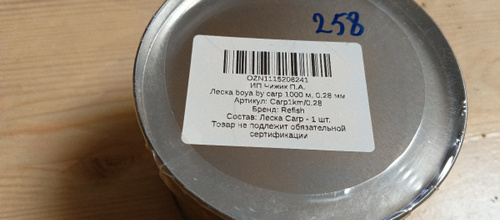 258
OZN1115206241
ИП Чижик П.А.
Леска boya by carp 1000 м, 0,28 мм
Артикул: Carp1km/0,28
Бренд: Refish
Состав: Леска Carp - 1 шт.
Товар не подлежит обязательной
сертификации